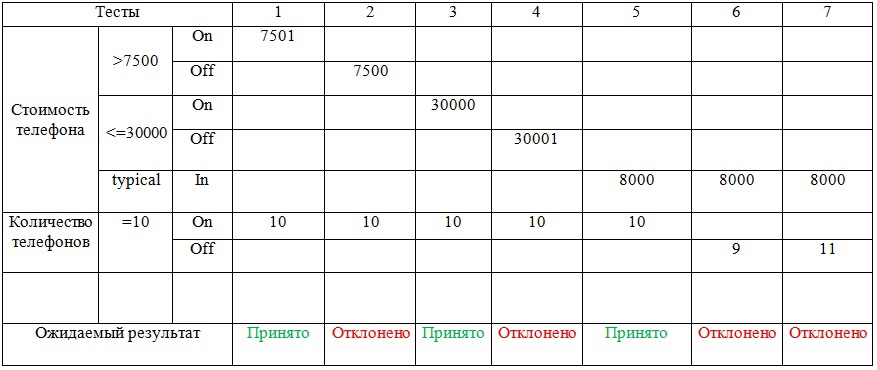 Тесты 1 2 3 4 5 6 7
Стоимость телефона >7500 On 7501
Off 7500
<=30000 On 30000
Off 30001
typical In 8000 8000 8000
Количество телефонов =10 On 10 10 10 10 10
Off 9 11
Ожидаемый результат Принято Отклонено Принято Отклонено Принято Отклонено Отклонено